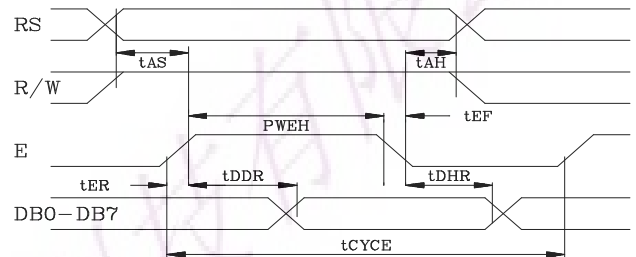 RS
tAS
tAH
R/W
PWEH
tEF
E
tER
tDDR
tDHR
DB0-DB7
tCYCE